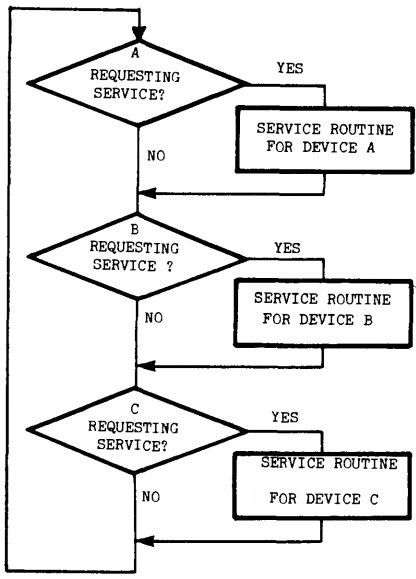 A
REQUESTING
SERVICE?
YES
SERVICE ROUTINE
FOR DEVICE A
NO
B
REQUESTING
SERVICE ?
YES
SERVICE ROUTINE
FOR DEVICE B
NO
C
REQUESTING
SERVICE?
YES
SERVICE ROUTINE
FOR DEVICE C
NO